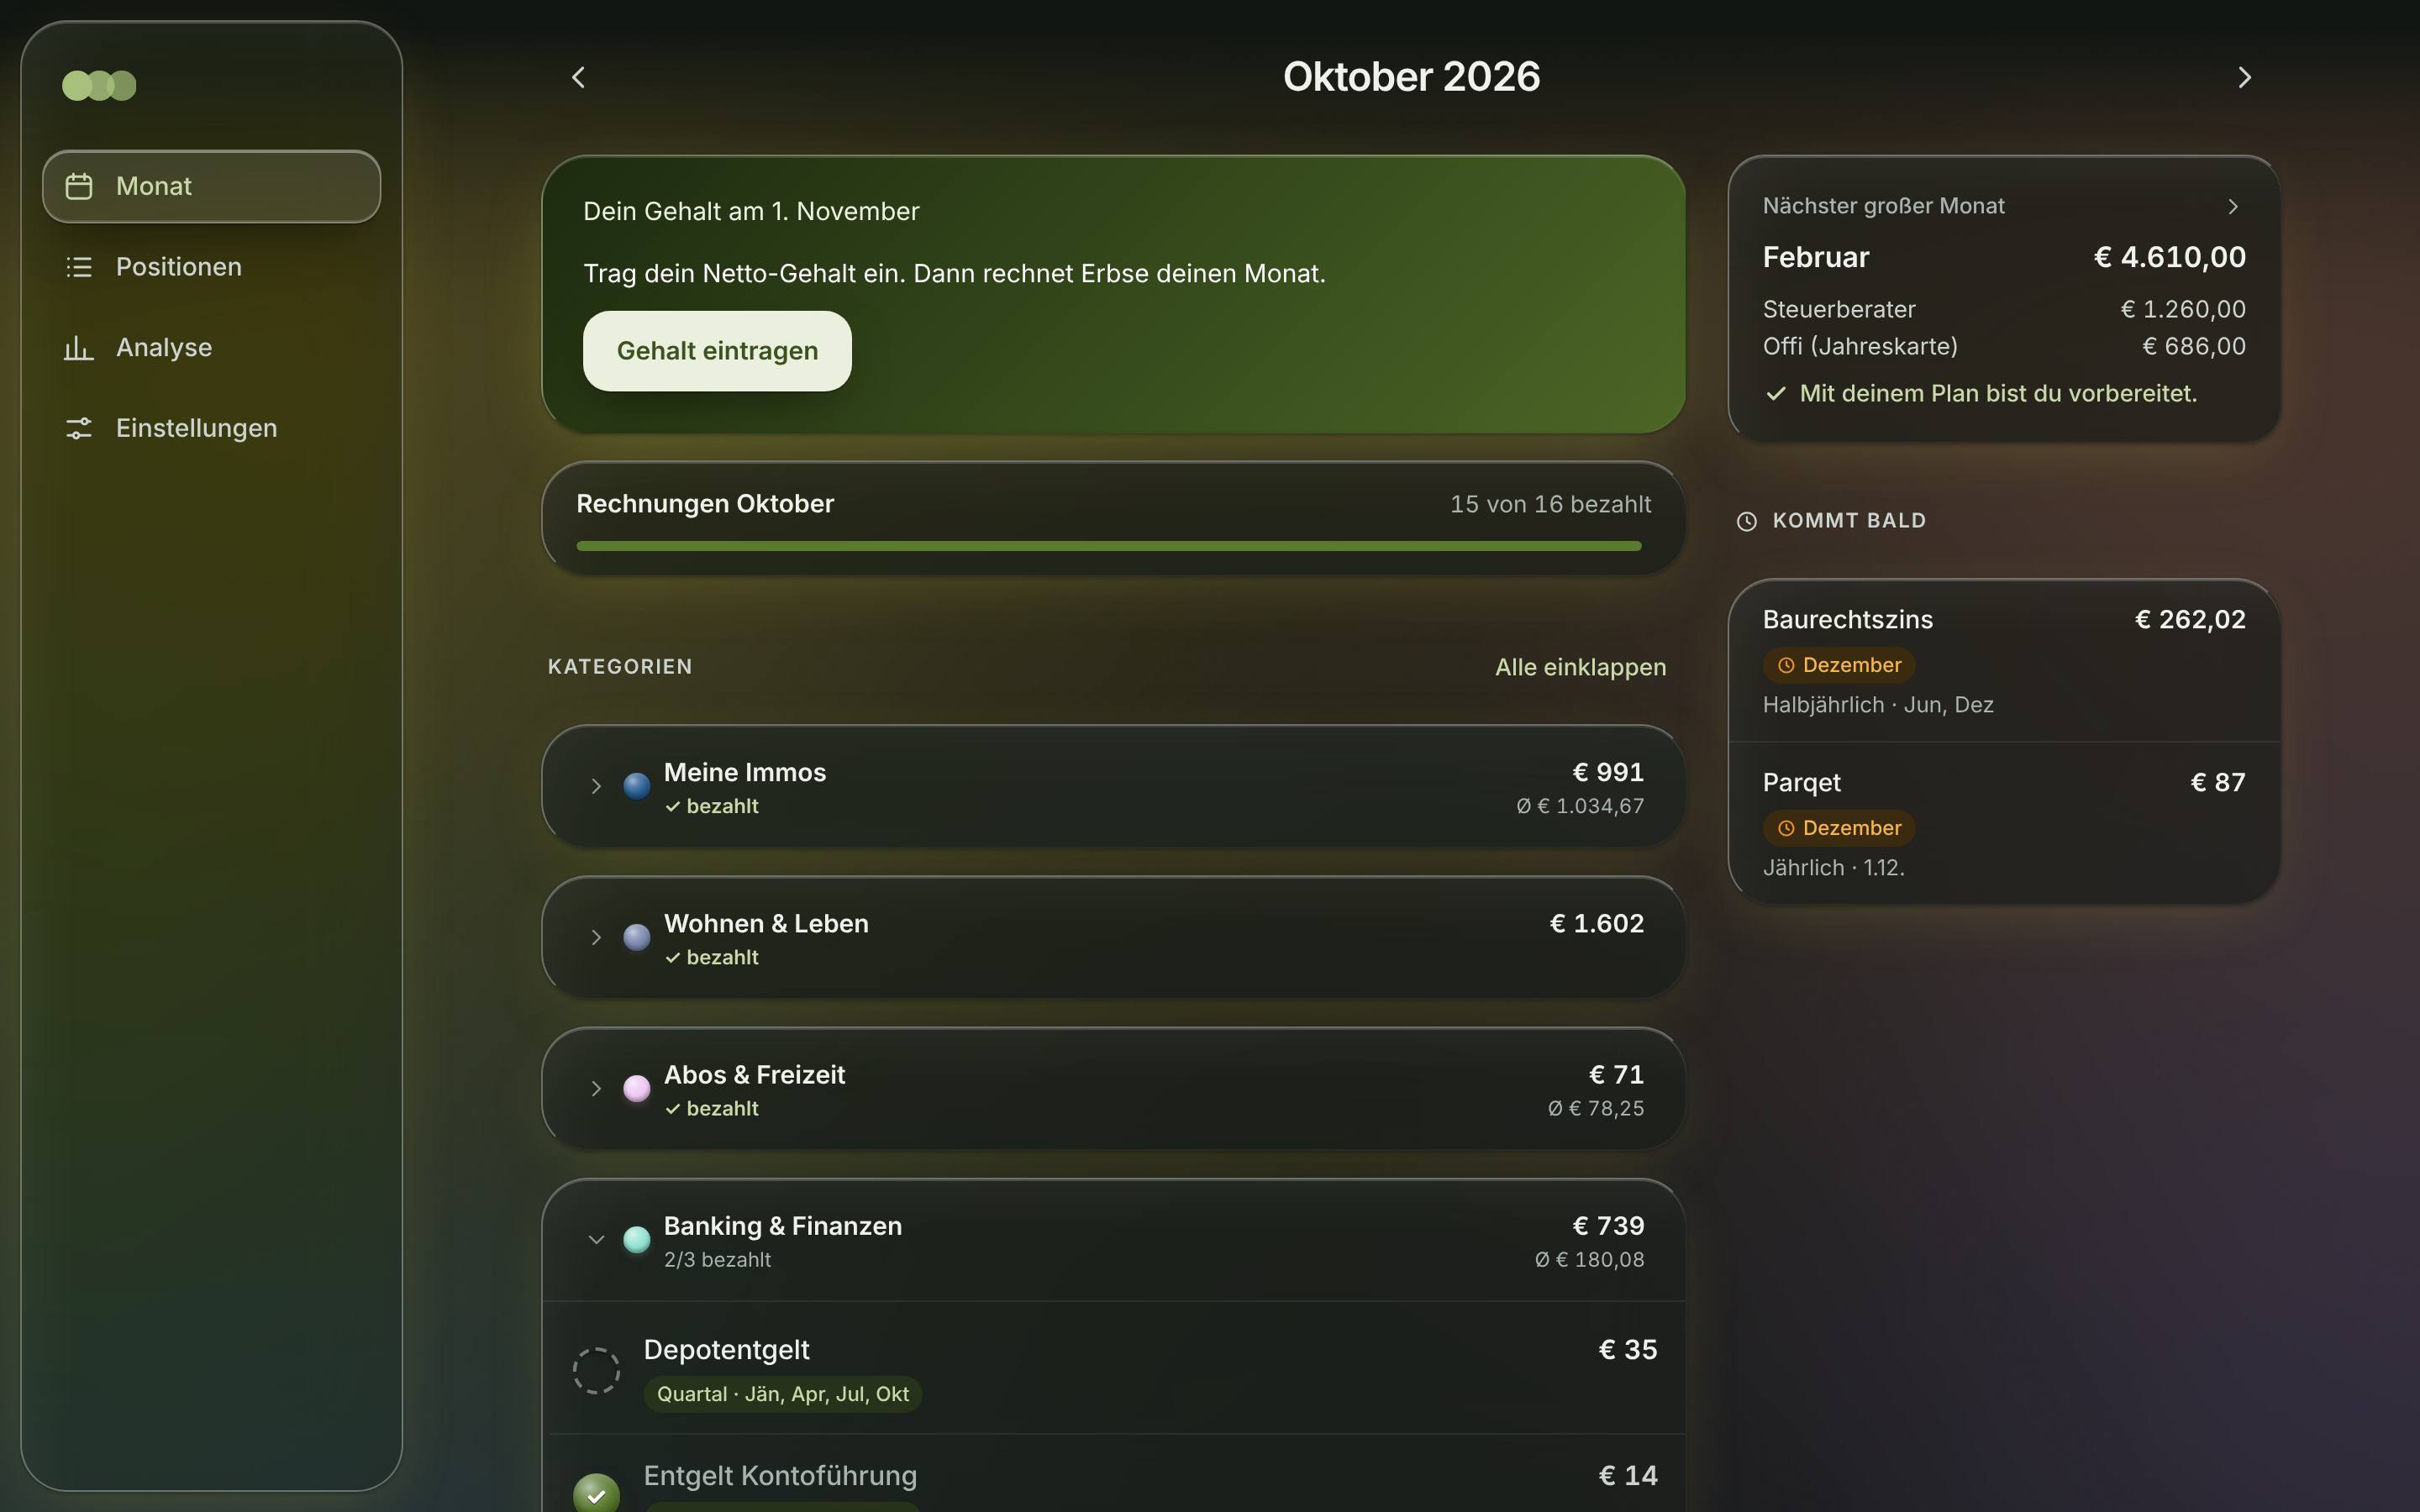 Monat
Positionen
Analyse
Einstellungen
Oktober 2026
Dein Gehalt am 1. November
Trag dein Netto-Gehalt ein. Dann rechnet Erbse deinen Monat.
Gehalt eintragen
Rechnungen Oktober
15 von 16 bezahlt
KATEGORIEN
Alle einklappen
Meine Immos
€ 991
bezahlt
Ø € 1.034,67
Wohnen & Leben
€ 1.602
bezahlt
Abos & Freizeit
€ 71
bezahlt
Ø € 78,25
Banking & Finanzen
€ 739
2/3 bezahlt
Ø € 180,08
Depotentgelt
€ 35
Quartal · Jän, Apr, Jul, Okt
Entgelt Kontoführung
€ 14
Nächster großer Monat
Februar
€ 4.610,00
Steuerberater
€ 1.260,00
Offi (Jahreskarte)
€ 686,00
Mit deinem Plan bist du vorbereitet.
KOMMT BALD
Baurechtszins
€ 262,02
Dezember
Halbjährlich · Jun, Dez
Parqet
€ 87
Dezember
Jährlich · 1.12.